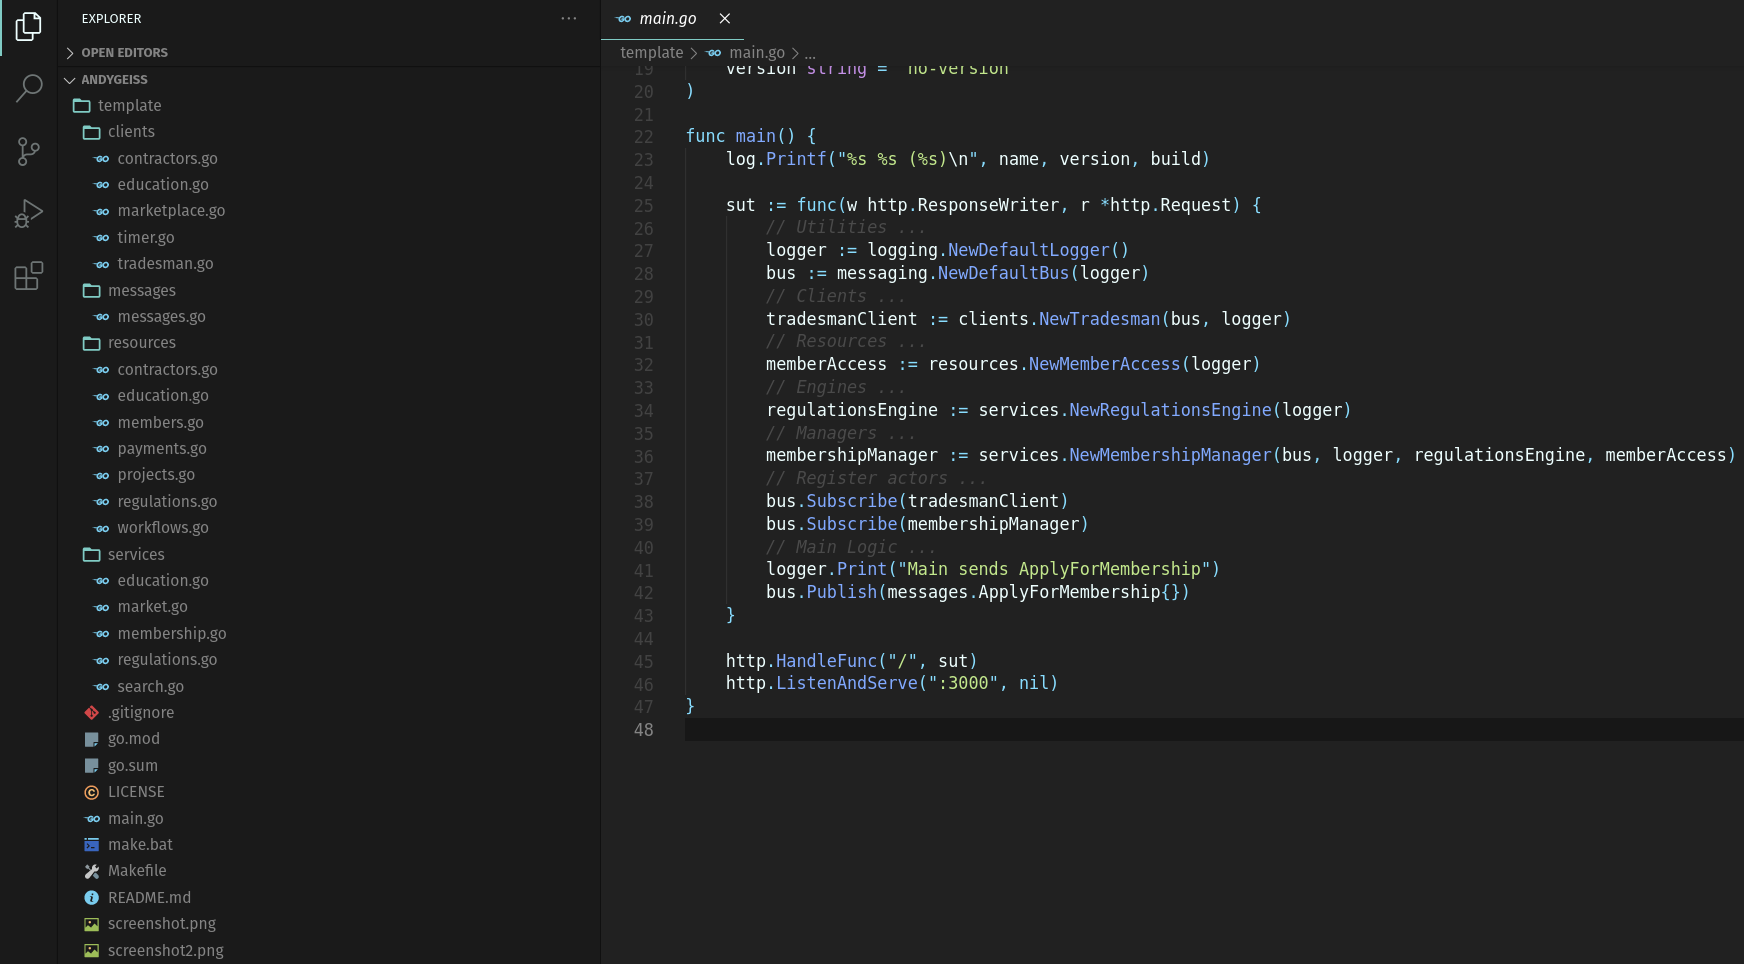 EXPLORER
OPEN EDITORS
ANDYGEISS
template
clients
contractors.go
education.go
marketplace.go
timer.go
tradesman.go
messages
messages.go
resources
contractors.go
education.go
members.go
payments.go
projects.go
regulations.go
workflows.go
services
education.go
market.go
membership.go
regulations.go
search.go
.gitignore
go.mod
go.sum
LICENSE
main.go
make.bat
Makefile
README.md
screenshot.png
screenshot2.png
main.go
template > main.go > ...
19 version string = "no-version"
20 )
21
22 func main() {
23 log.Printf("%s %s (%s)\n", name, version, build)
24
25 sut := func(w http.ResponseWriter, r *http.Request) {
26 // Utilities ...
27 logger := logging.NewDefaultLogger()
28 bus := messaging.NewDefaultBus(logger)
29 // Clients ...
30 tradesmanClient := clients.NewTradesman(bus, logger)
31 // Resources ...
32 memberAccess := resources.NewMemberAccess(logger)
33 // Engines ...
34 regulationsEngine := services.NewRegulationsEngine(logger)
35 // Managers ...
36 membershipManager := services.NewMembershipManager(bus, logger, regulationsEngine, memberAccess)
37 // Register actors ...
38 bus.Subscribe(tradesmanClient)
39 bus.Subscribe(membershipManager)
40 // Main Logic ...
41 logger.Print("Main sends ApplyForMembership")
42 bus.Publish(messages.ApplyForMembership{})
43 }
44
45 http.HandleFunc("/", sut)
46 http.ListenAndServe(":3000", nil)
47 }
48